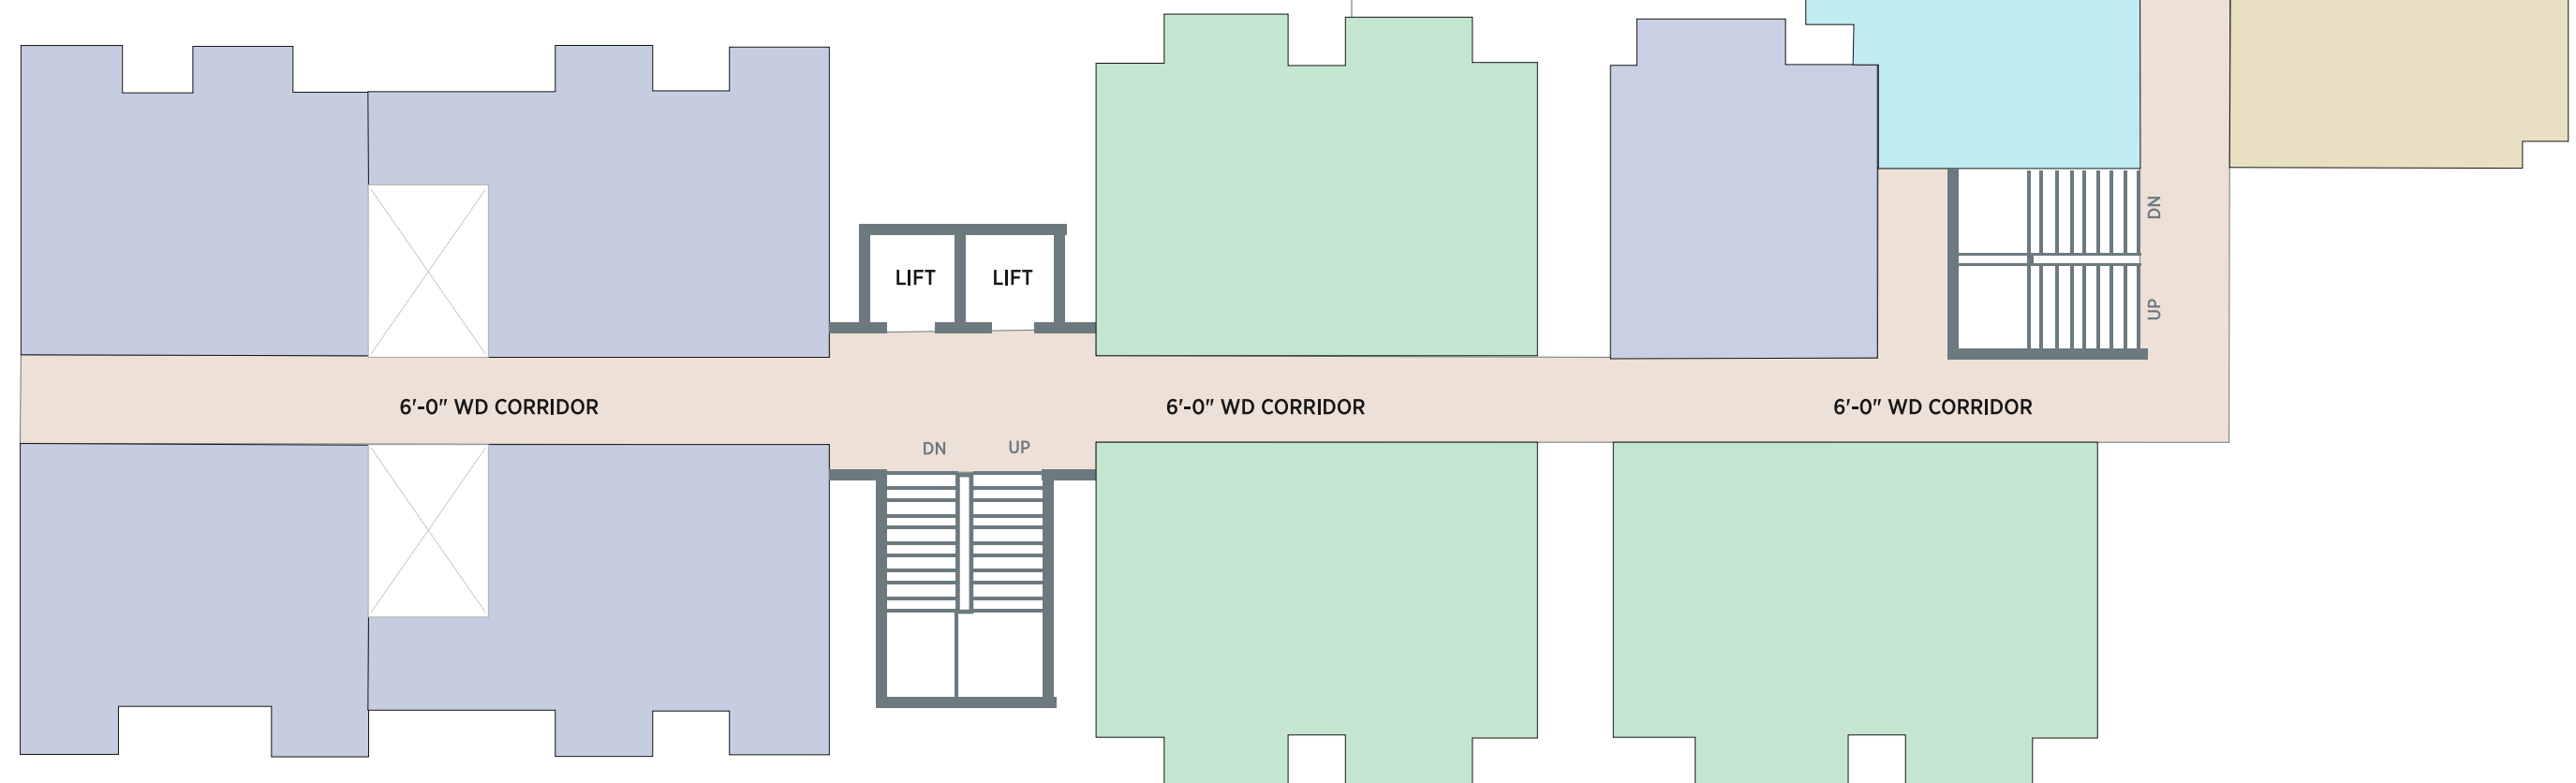 DN
LIFT
LIFT
UP
6'-0" WD CORRIDOR
6'-0" WD CORRIDOR
6'-0" WD CORRIDOR
DN
UP